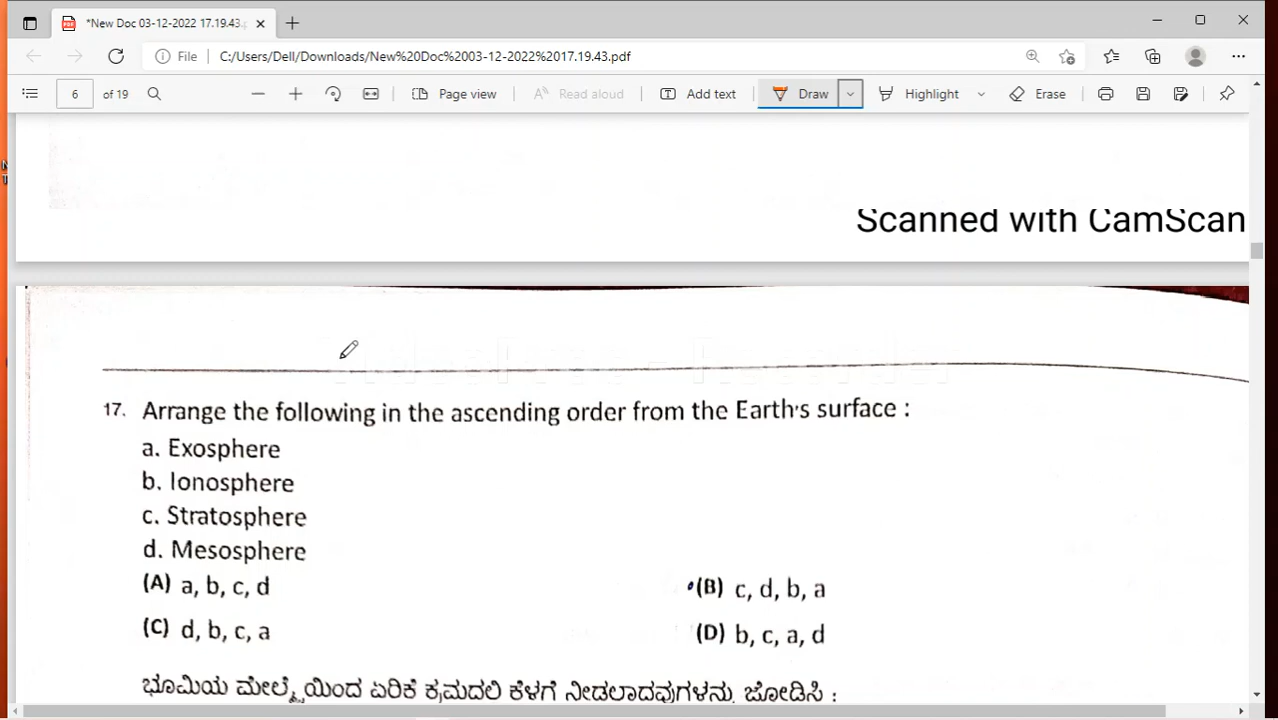 *New Doc 03-12-2022 17.19.43.p
File C:/Users/Dell/Downloads/New%20Doc%2003-12-2022%2017.19.43.pdf
6 of 19 Page view Read aloud Add text Draw Highlight Erase
Scanned with CamScan
17. Arrange the following in the ascending order from the Earth's surface :
a. Exosphere
b. Ionosphere
c. Stratosphere
d. Mesosphere
(A) a, b, c, d (B) c, d, b, a
(C) d, b, c, a (D) b, c, a, d
ಭೂಮಿಯ ಮೇಲ್ಮೈಯಿಂದ ಏರಿಕೆ ಕ್ರಮದಲಿ ಕೆಳಗೆ ನೀಡಲಾದವುಗಳನು ಜೋಡಿಸಿ :